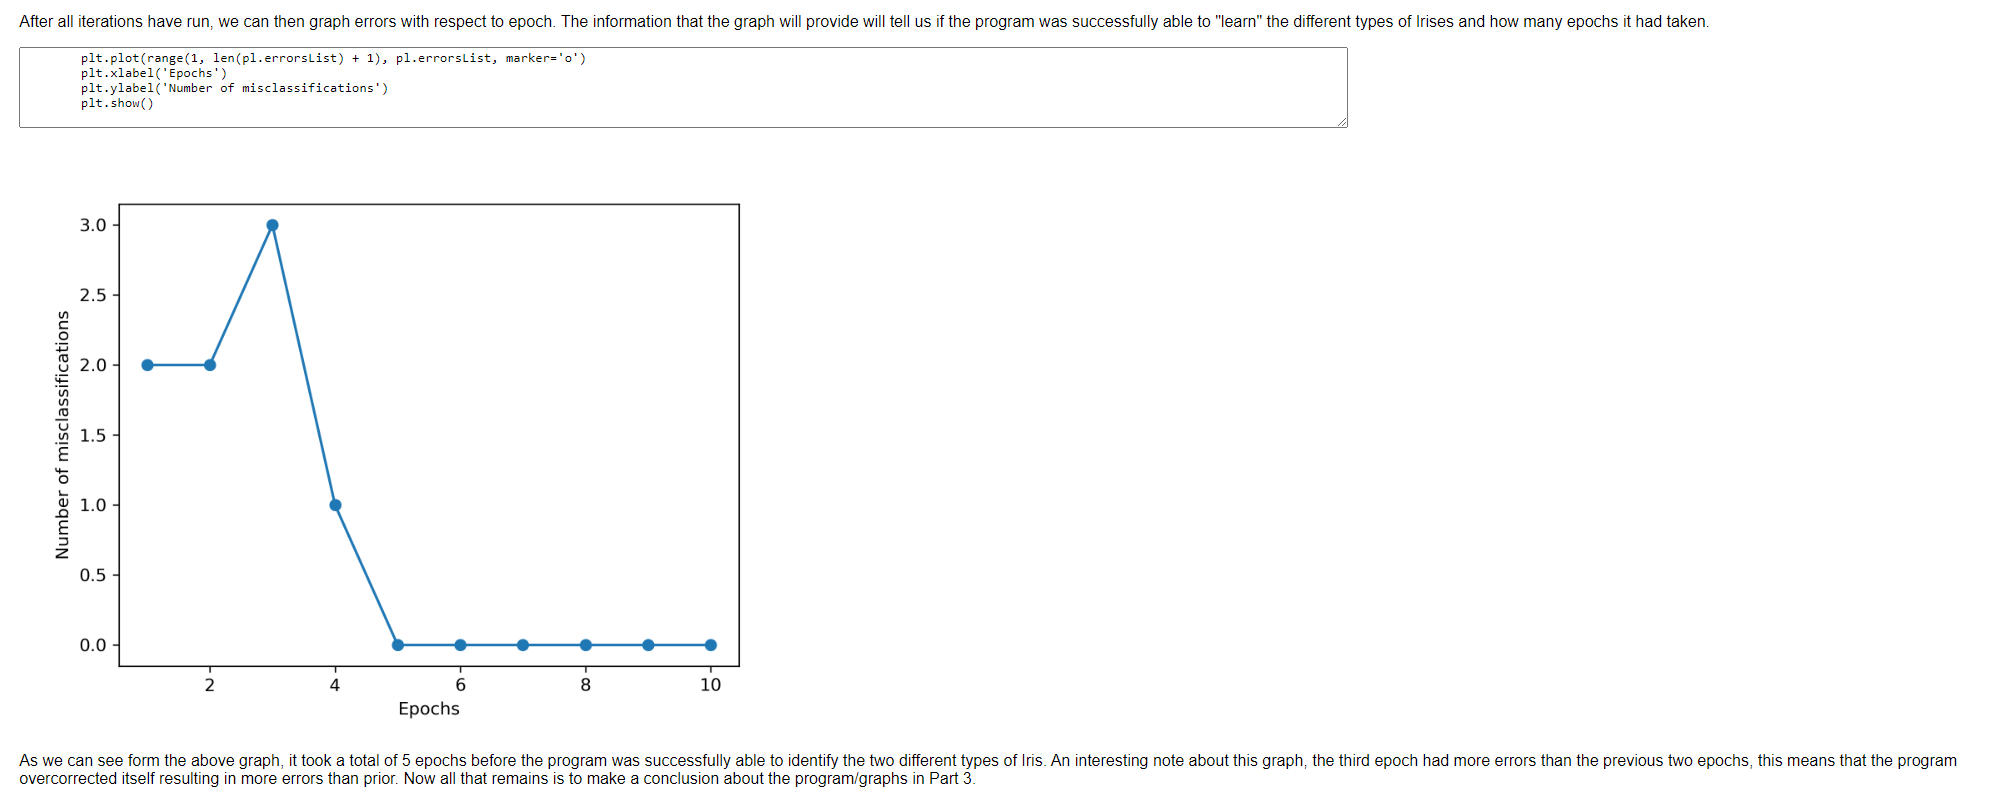 After all iterations have run, we can then graph errors with respect to epoch. The information that the graph will provide will tell us if the program was successfully able to "learn" the different types of Irises and how many epochs it had taken.
plt.plot(range(1, len(pl.errorsList) + 1), pl.errorsList, marker='o')
plt.xlabel('Epochs')
plt.ylabel('Number of misclassifications')
plt.show()
3.0
2.5
2.0
1.5
1.0
0.5
0.0
Number of misclassifications
2 4 6 8 10
Epochs
As we can see form the above graph, it took a total of 5 epochs before the program was successfully able to identify the two different types of Iris. An interesting note about this graph, the third epoch had more errors than the previous two epochs, this means that the program
overcorrected itself resulting in more errors than prior. Now all that remains is to make a conclusion about the program/graphs in Part 3.